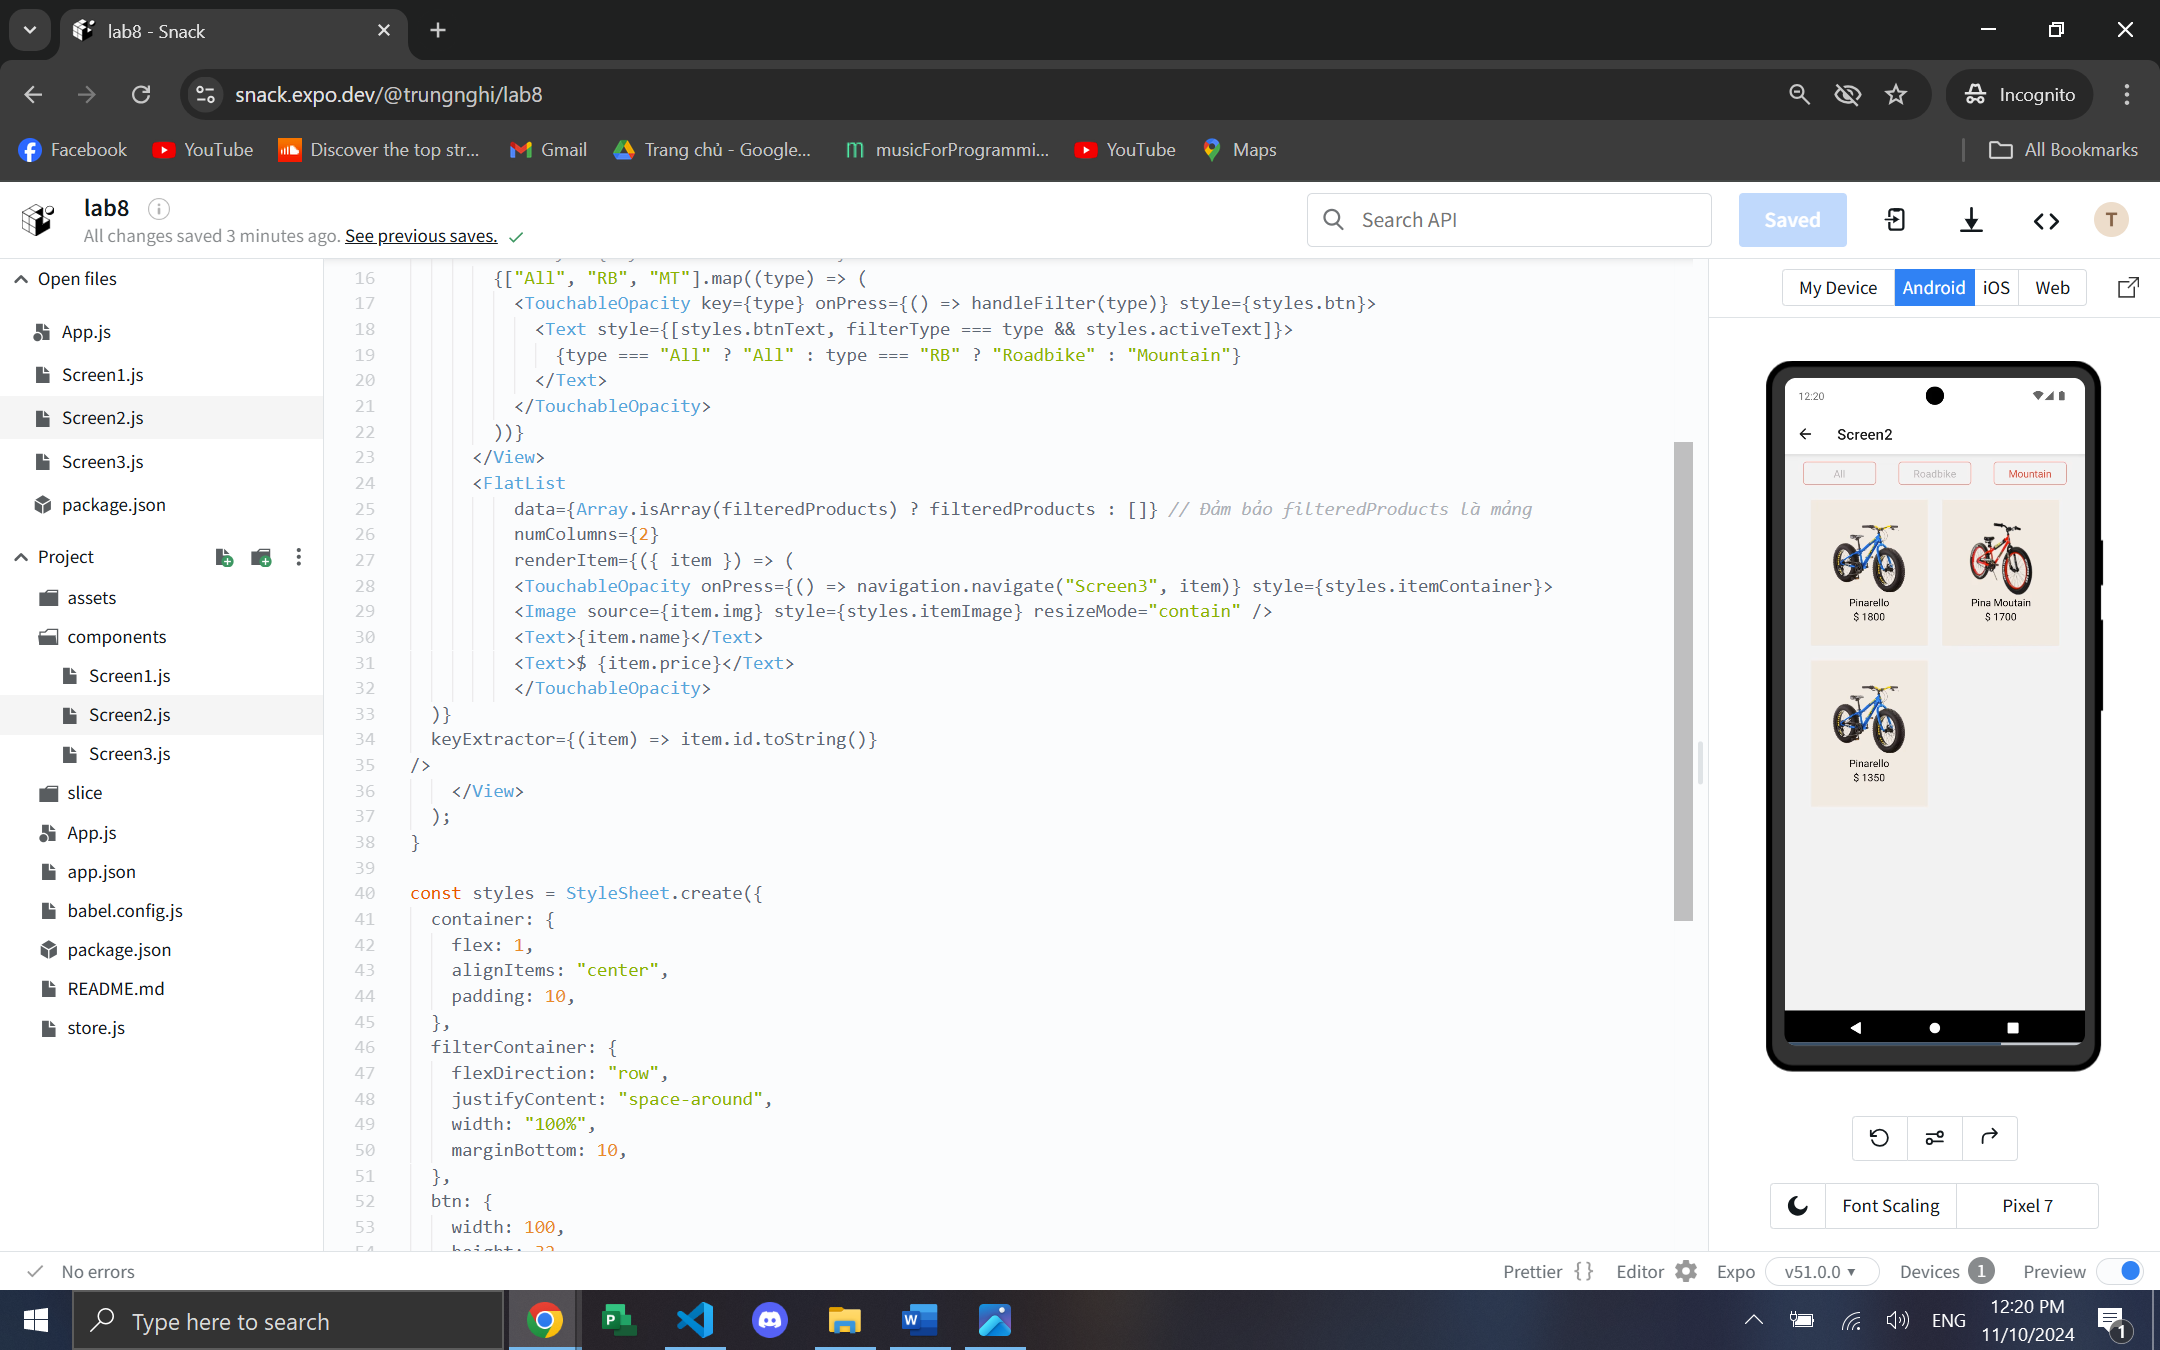 lab8 - Snack
snack.expo.dev/@trungnghi/lab8
Incognito
Facebook
YouTube
Discover the top str...
Gmail
Trang chủ - Google...
musicForProgrammi...
YouTube
Maps
All Bookmarks
lab8
All changes saved 3 minutes ago. See previous saves.
Search API
Saved
T
Open files
App.js
Screen1.js
Screen2.js
Screen3.js
package.json
Project
assets
components
Screen1.js
Screen2.js
Screen3.js
slice
App.js
app.json
babel.config.js
package.json
README.md
store.js
16 {["All", "RB", "MT"].map((type) => (
17 <TouchableOpacity key={type} onPress={() => handleFilter(type)} style={styles.btn}>
18 <Text style={[styles.btnText, filterType === type && styles.activeText]}>
19 {type === "All" ? "All" : type === "RB" ? "Roadbike" : "Mountain"}
20 </Text>
21 </TouchableOpacity>
22 ))}
23 </View>
24 <FlatList
25 data={Array.isArray(filteredProducts) ? filteredProducts : []} // Đảm bảo filteredProducts là mảng
26 numColumns={2}
27 renderItem={({ item }) => (
28 <TouchableOpacity onPress={() => navigation.navigate("Screen3", item)} style={styles.itemContainer}>
29 <Image source={item.img} style={styles.itemImage} resizeMode="contain" />
30 <Text>{item.name}</Text>
31 <Text>$ {item.price}</Text>
32 </TouchableOpacity>
33 )}
34 keyExtractor={(item) => item.id.toString()}
35 />
36 </View>
37 );
38 }
39
40 const styles = StyleSheet.create({
41 container: {
42 flex: 1,
43 alignItems: "center",
44 padding: 10,
45 },
46 filterContainer: {
47 flexDirection: "row",
48 justifyContent: "space-around",
49 width: "100%",
50 marginBottom: 10,
51 },
52 btn: {
53 width: 100,
My Device
Android
iOS
Web
12:20
Screen2
All
Roadbike
Mountain
Pinarello
$ 1800
Pina Moutain
$ 1700
Pinarello
$ 1350
Font Scaling
Pixel 7
No errors
Prettier {}
Editor
Expo
v51.0.0
Devices 1
Preview
Type here to search
ENG
12:20 PM
11/10/2024
1